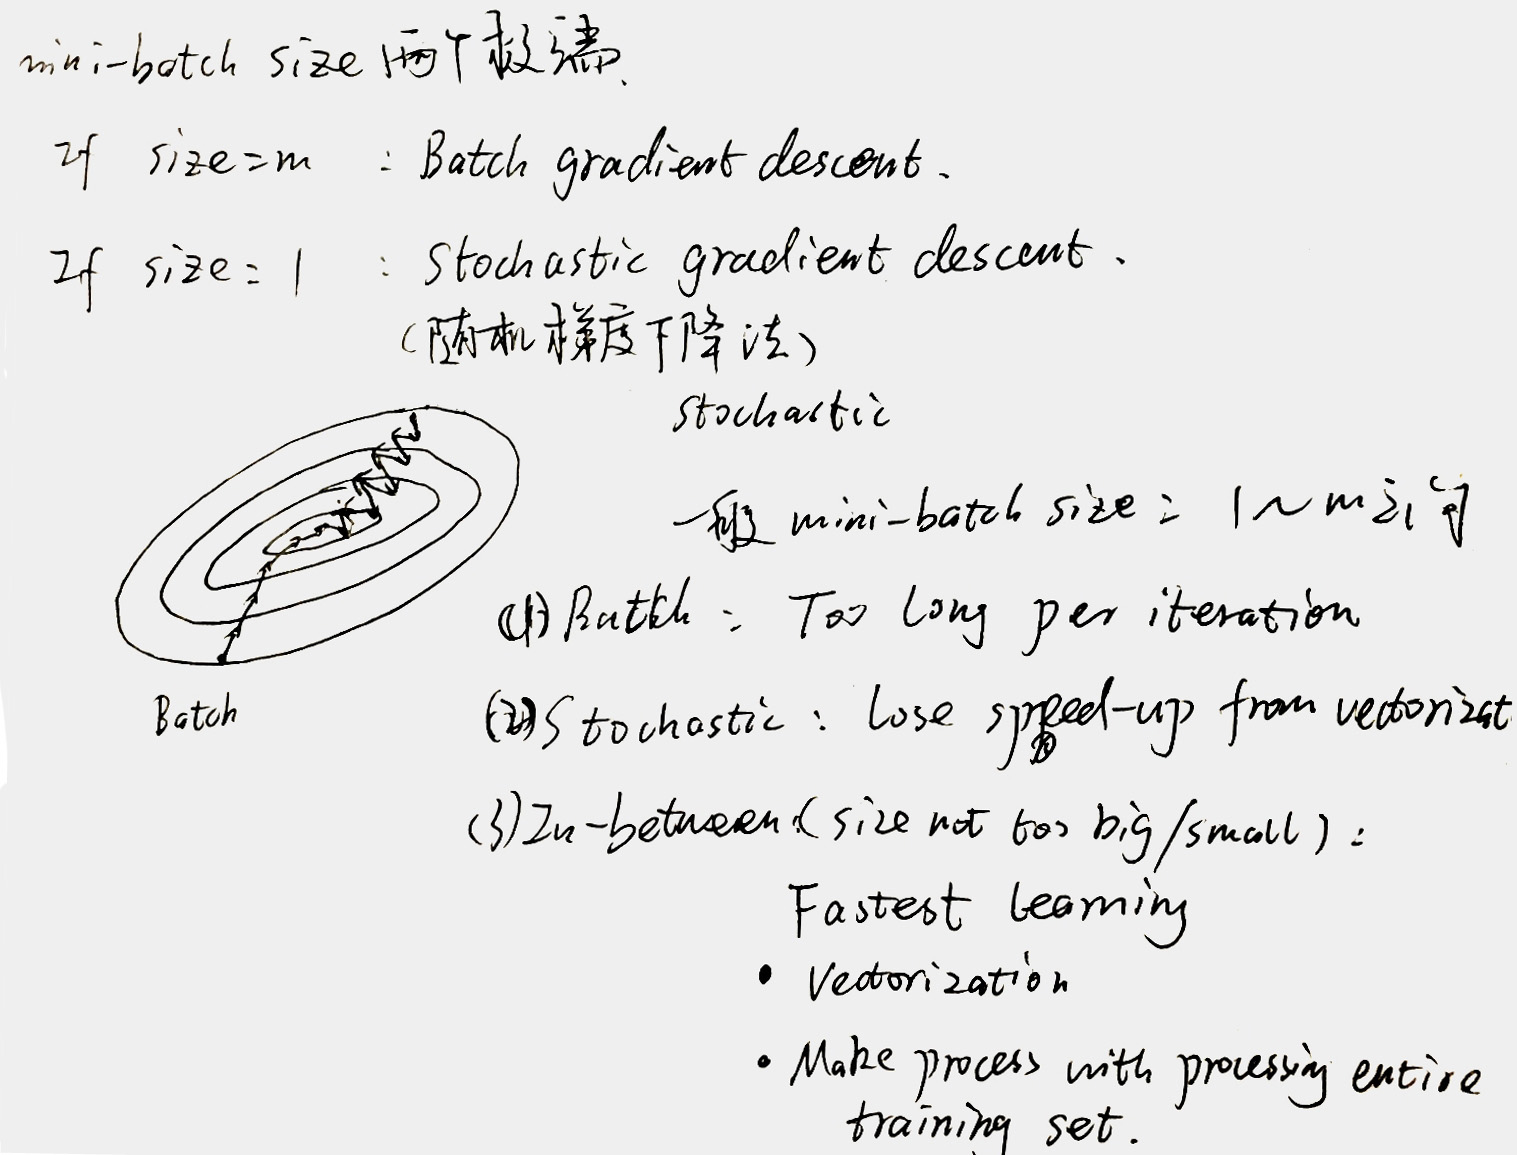 mini-batch size 两个极端.
If size=m : Batch gradient descent.
If size=1 : Stochastic gradient descent.
(随机梯度下降法)
Stochastic
一般 mini-batch size: 1~m之间
(1) Batch: Too long per iteration
(2) Stochastic: Lose speed-up from vectorizat
Batch
(3) In-between (size not too big/small):
Fastest learning
• Vectorization
• Make process with processing entire
training set.